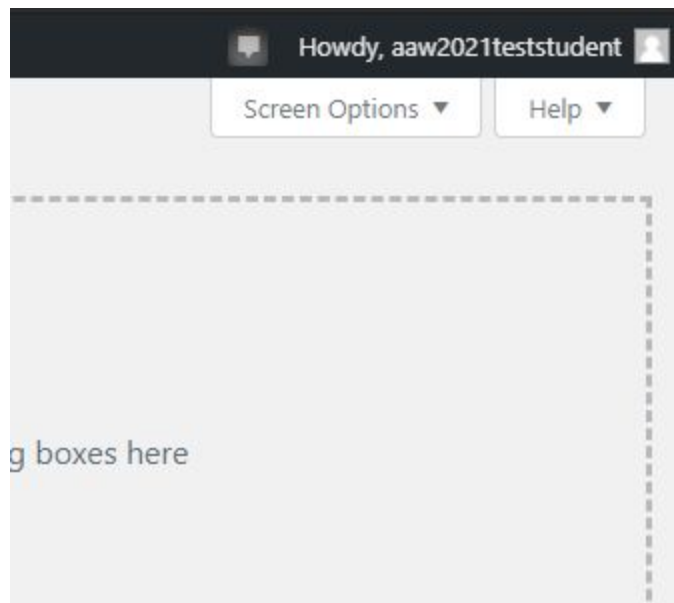 Howdy, aaw2021teststudent
Screen Options ▼ Help ▼
g boxes here